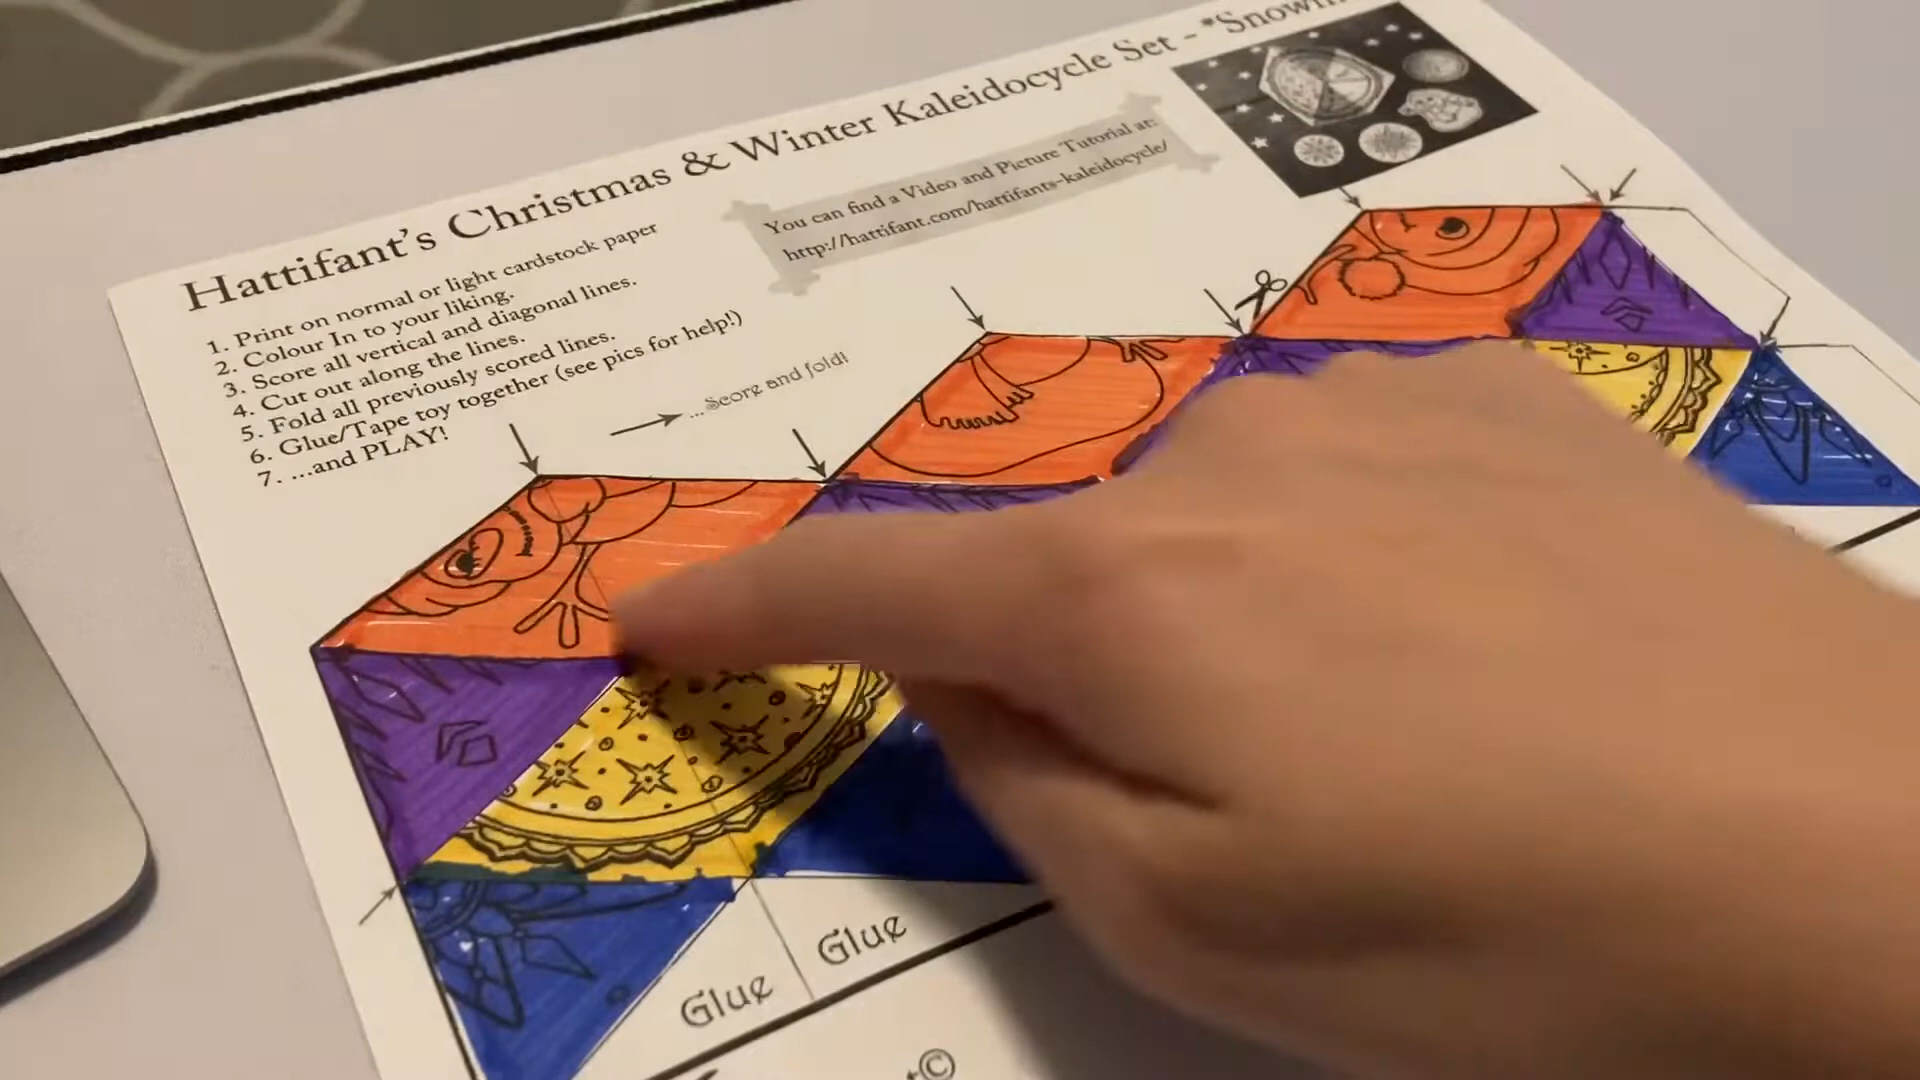 Hattifant's Christmas & Winter Kaleidocycle Set - *Snowm
You can find a Video and Picture Tutorial at:
http://hattifant.com/hattifants-kaleidocycle/
1. Print on normal or light cardstock paper
2. Colour In to your liking.
3. Score all vertical and diagonal lines.
4. Cut out along the lines.
5. Fold all previously scored lines.
6. Glue/Tape toy together (see pics for help!)
7. ...and PLAY!
...Score and fold!
Glue
Glue
t©